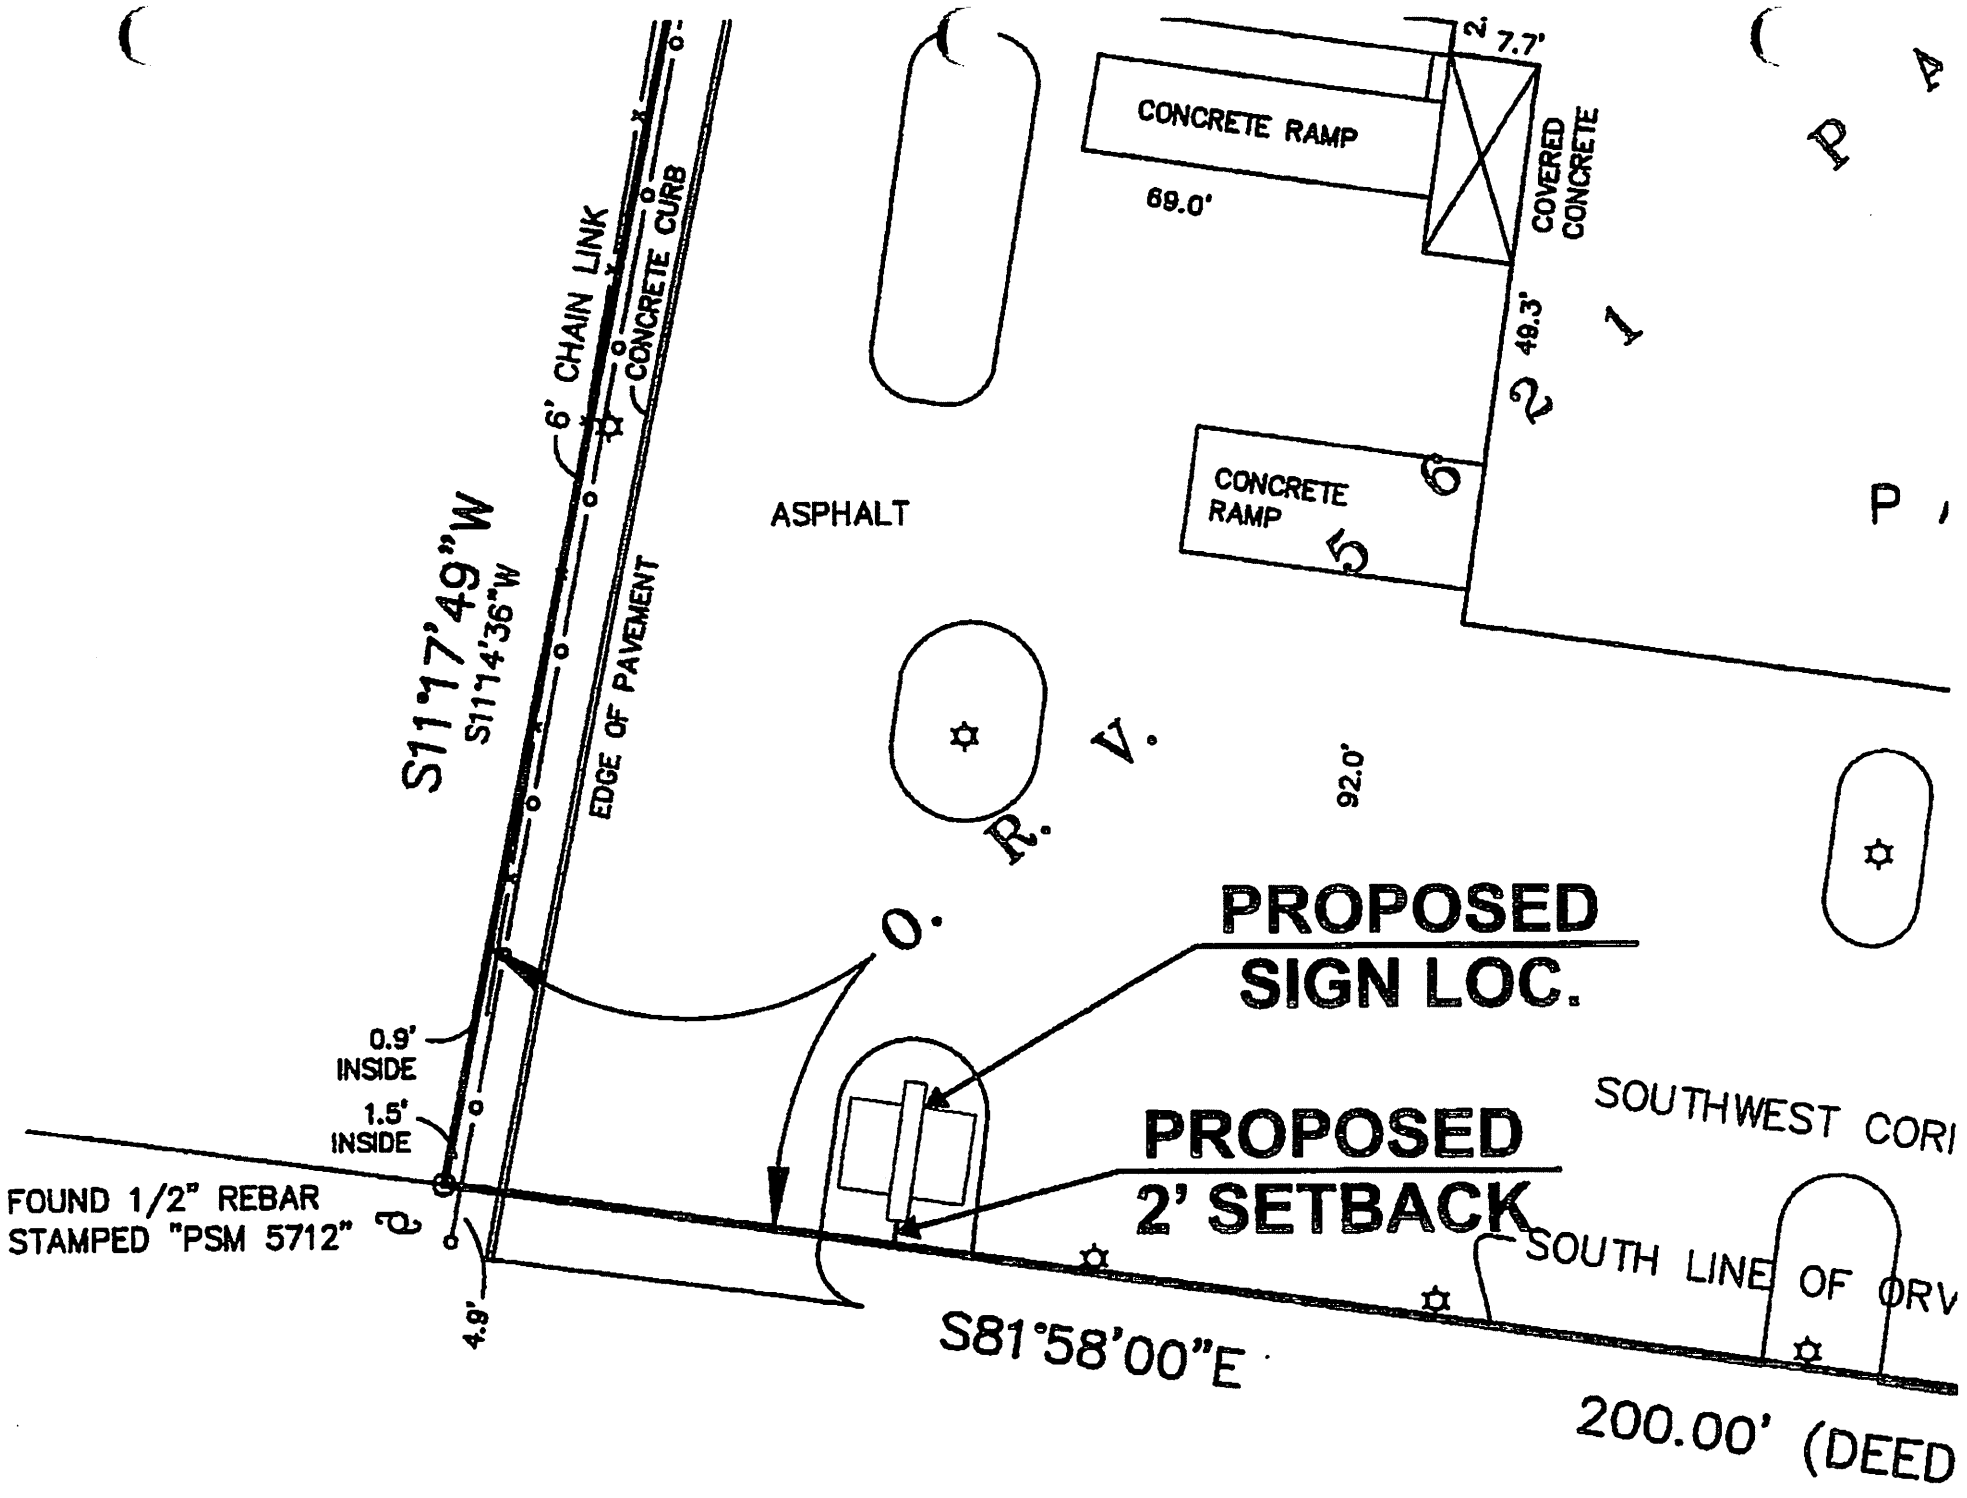 2.
7.7'
A
P
CONCRETE RAMP
69.0'
COVERED
CONCRETE
6' CHAIN LINK
CONCRETE CURB
49.3'
1
2
6
5
CONCRETE
RAMP
P
ASPHALT
S11°17'49"W
S11°14'36"W
EDGE OF PAVEMENT
V.
R.
O.
92.0'
PROPOSED
SIGN LOC.
0.9'
INSIDE
1.5'
INSIDE
SOUTHWEST
PROPOSED
2' SETBACK
FOUND 1/2" REBAR
STAMPED "PSM 5712"
SOUTH LINE OF ORV
4.9'
S81°58'00"E
200.00' (DEED